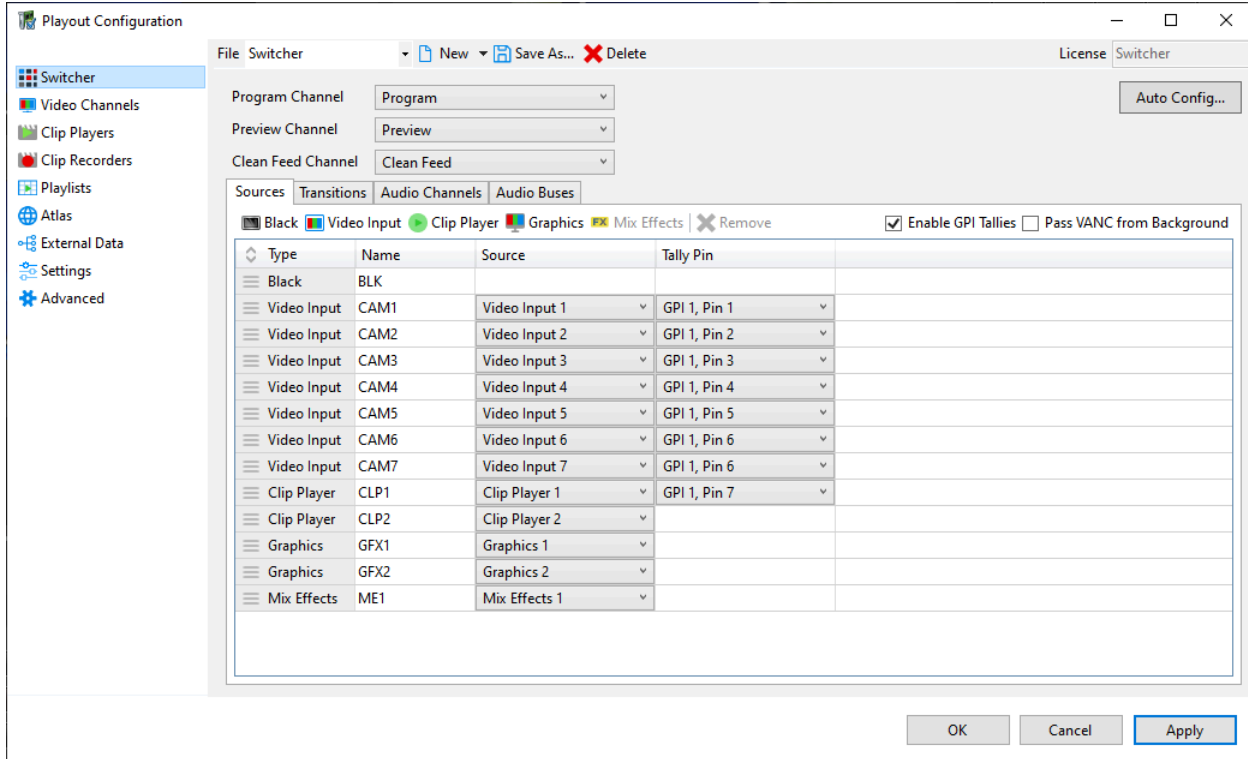 Playout Configuration
File Switcher New Save As... Delete License Switcher
Switcher
Video Channels
Clip Players
Clip Recorders
Playlists
Atlas
External Data
Settings
Advanced
Program Channel Program Auto Config...
Preview Channel Preview
Clean Feed Channel Clean Feed
Sources Transitions Audio Channels Audio Buses
Black Video Input Clip Player Graphics FX Mix Effects Remove Enable GPI Tallies Pass VANC from Background
Type Name Source Tally Pin
Black BLK
Video Input CAM1 Video Input 1 GPI 1, Pin 1
Video Input CAM2 Video Input 2 GPI 1, Pin 2
Video Input CAM3 Video Input 3 GPI 1, Pin 3
Video Input CAM4 Video Input 4 GPI 1, Pin 4
Video Input CAM5 Video Input 5 GPI 1, Pin 5
Video Input CAM6 Video Input 6 GPI 1, Pin 6
Video Input CAM7 Video Input 7 GPI 1, Pin 6
Clip Player CLP1 Clip Player 1 GPI 1, Pin 7
Clip Player CLP2 Clip Player 2
Graphics GFX1 Graphics 1
Graphics GFX2 Graphics 2
Mix Effects ME1 Mix Effects 1
OK Cancel Apply